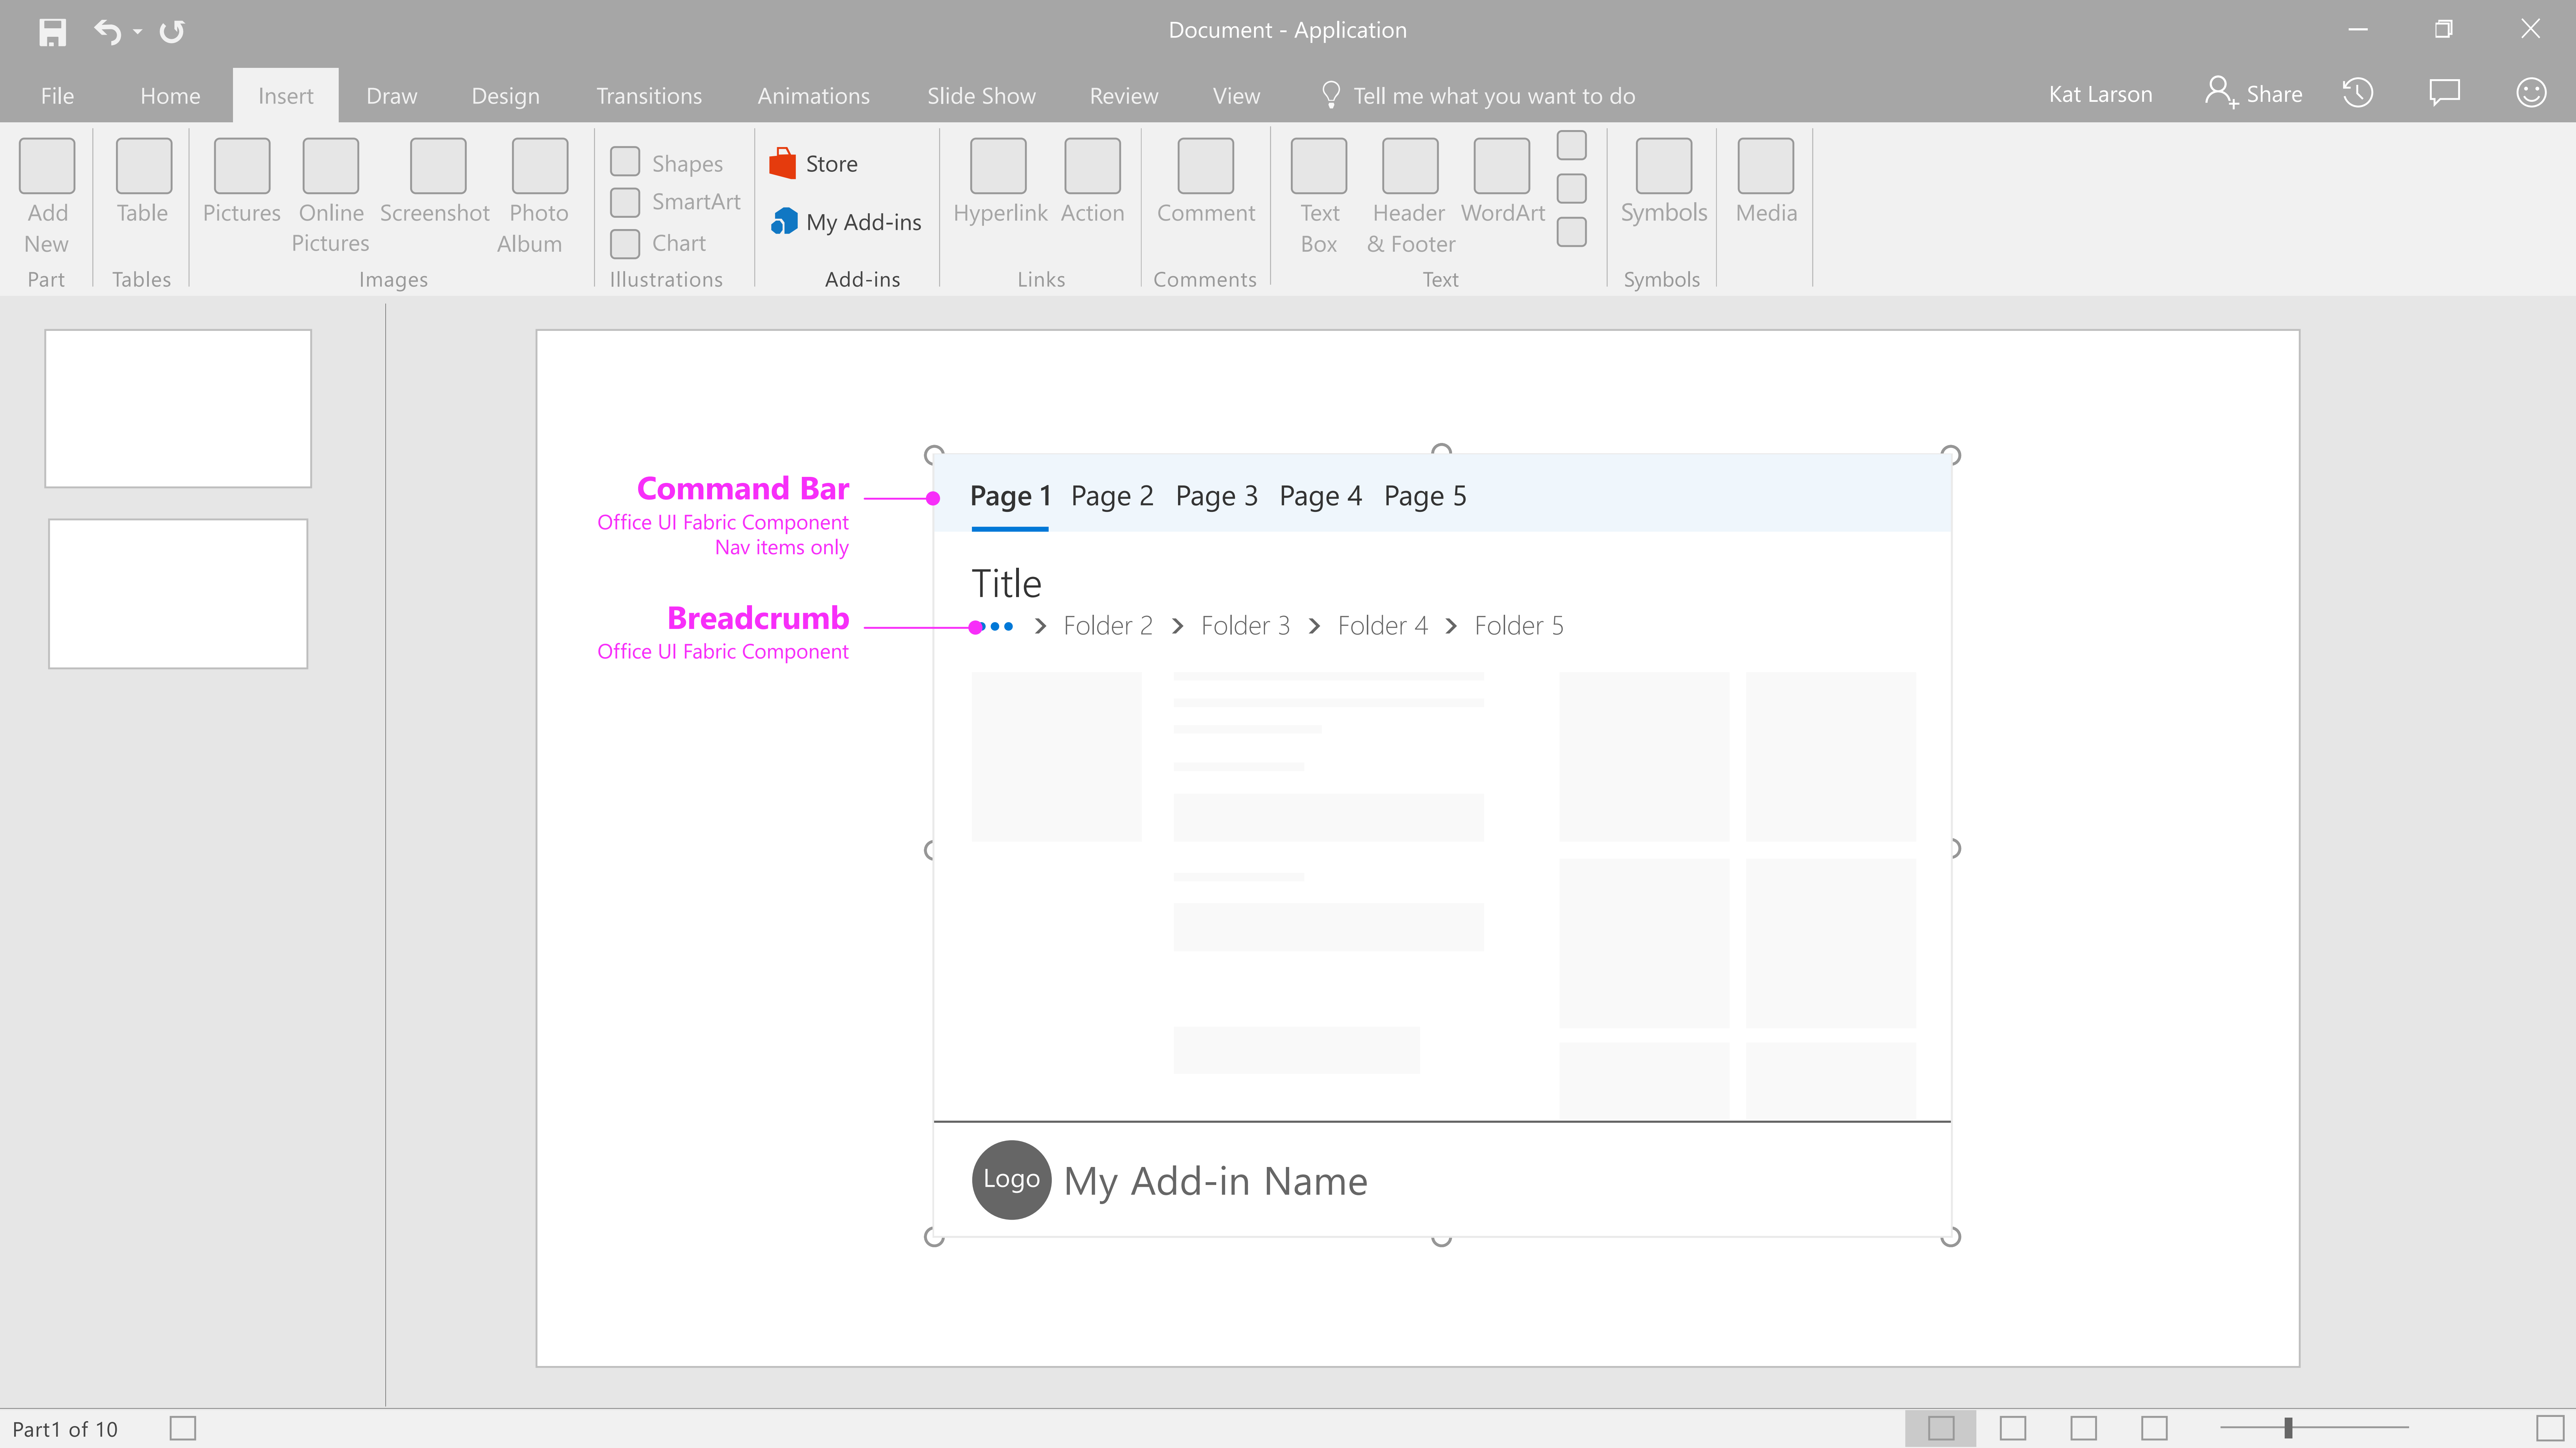 Document - Application
File Home Insert Draw Design Transitions Animations Slide Show Review View Tell me what you want to do Kat Larson Share
Add New
Part
Table
Tables
Pictures
Online Pictures
Screenshot
Photo Album
Images
Shapes
SmartArt
Chart
Illustrations
Store
My Add-ins
Add-ins
Hyperlink
Action
Links
Comment
Comments
Text Box
Header & Footer
WordArt
Text
Symbols
Symbols
Media
Command Bar
Office UI Fabric Component
Nav items only
Page 1 Page 2 Page 3 Page 4 Page 5
Title
Breadcrumb
Office UI Fabric Component
Folder 2 Folder 3 Folder 4 Folder 5
Logo
My Add-in Name
Part1 of 10